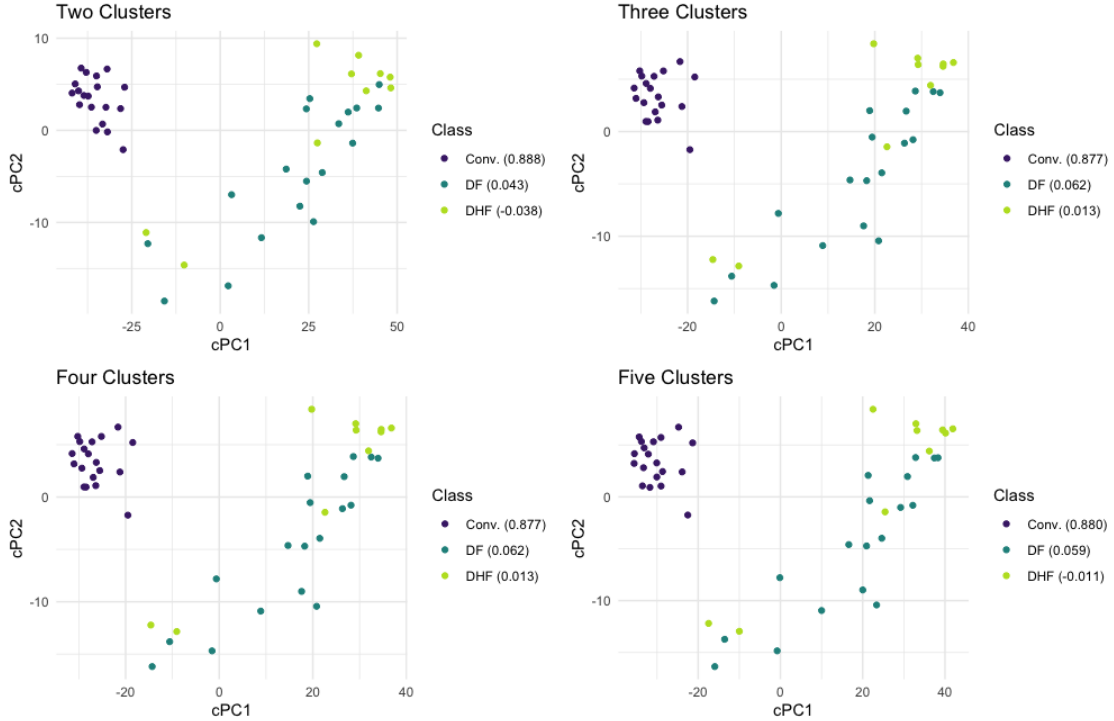 Two Clusters
10
0
-10
cPC2
-25
0
25
50
cPC1
Class
Conv. (0.888)
DF (0.043)
DHF (-0.038)
Three Clusters
0
-10
cPC2
-20
0
20
40
cPC1
Class
Conv. (0.877)
DF (0.062)
DHF (0.013)
Four Clusters
0
-10
cPC2
-20
0
20
40
cPC1
Class
Conv. (0.877)
DF (0.062)
DHF (0.013)
Five Clusters
0
-10
cPC2
-20
0
20
40
cPC1
Class
Conv. (0.880)
DF (0.059)
DHF (-0.011)